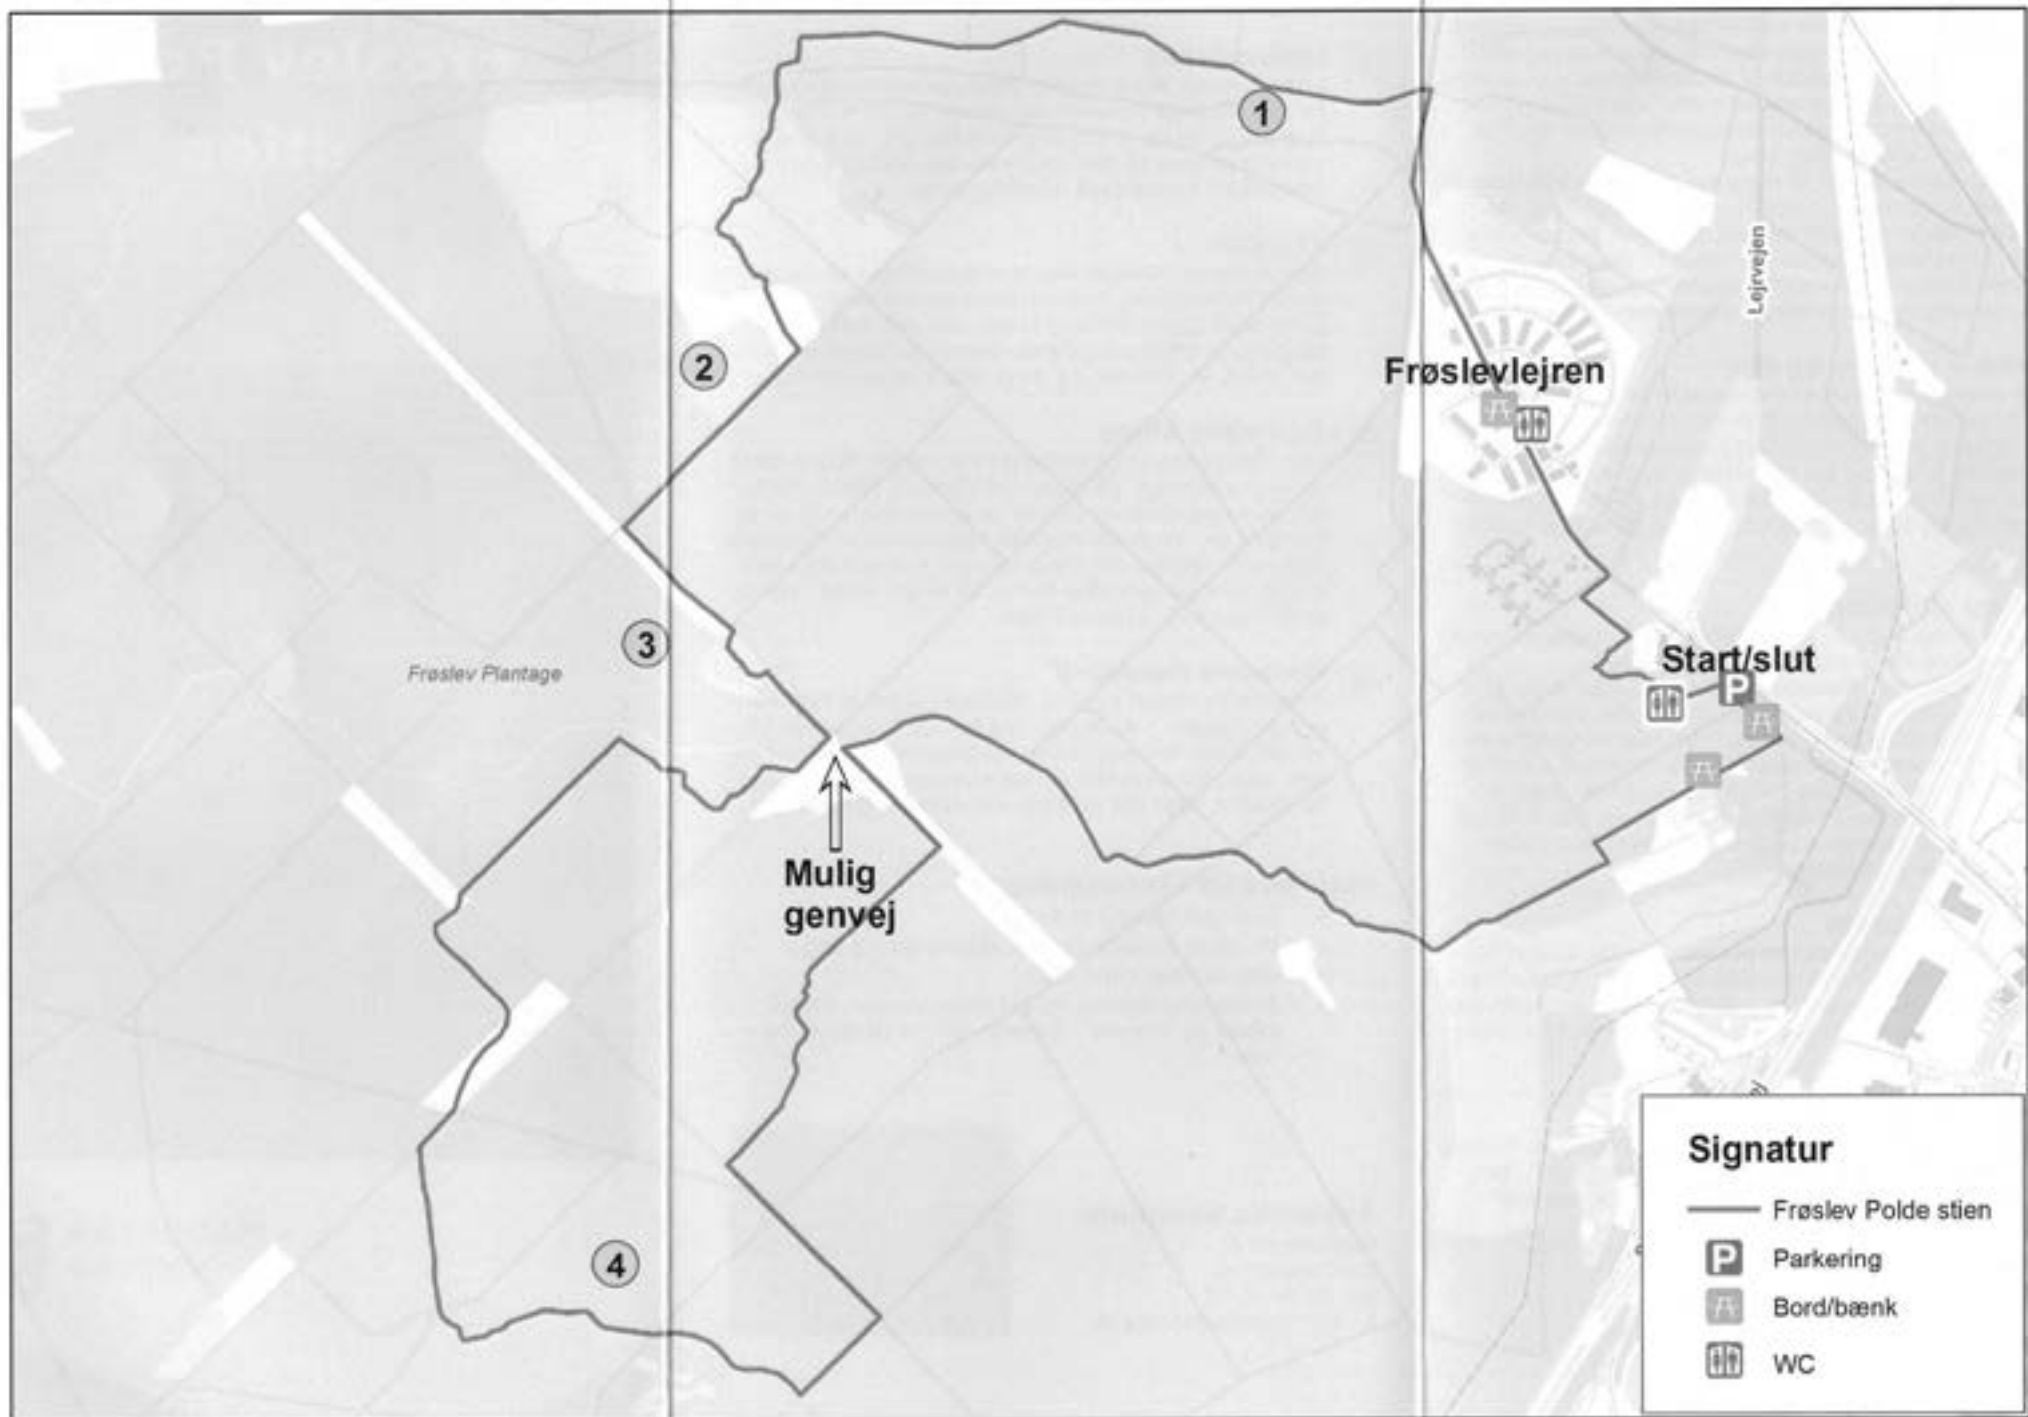 1
Lejrvejen
2
Frøslevlejren
3
Frøslev Plantage
Start/slut
P
Mulig
genvej
4
Signatur
Frøslev Polde stien
P
Parkering
Bord/bænk
WC